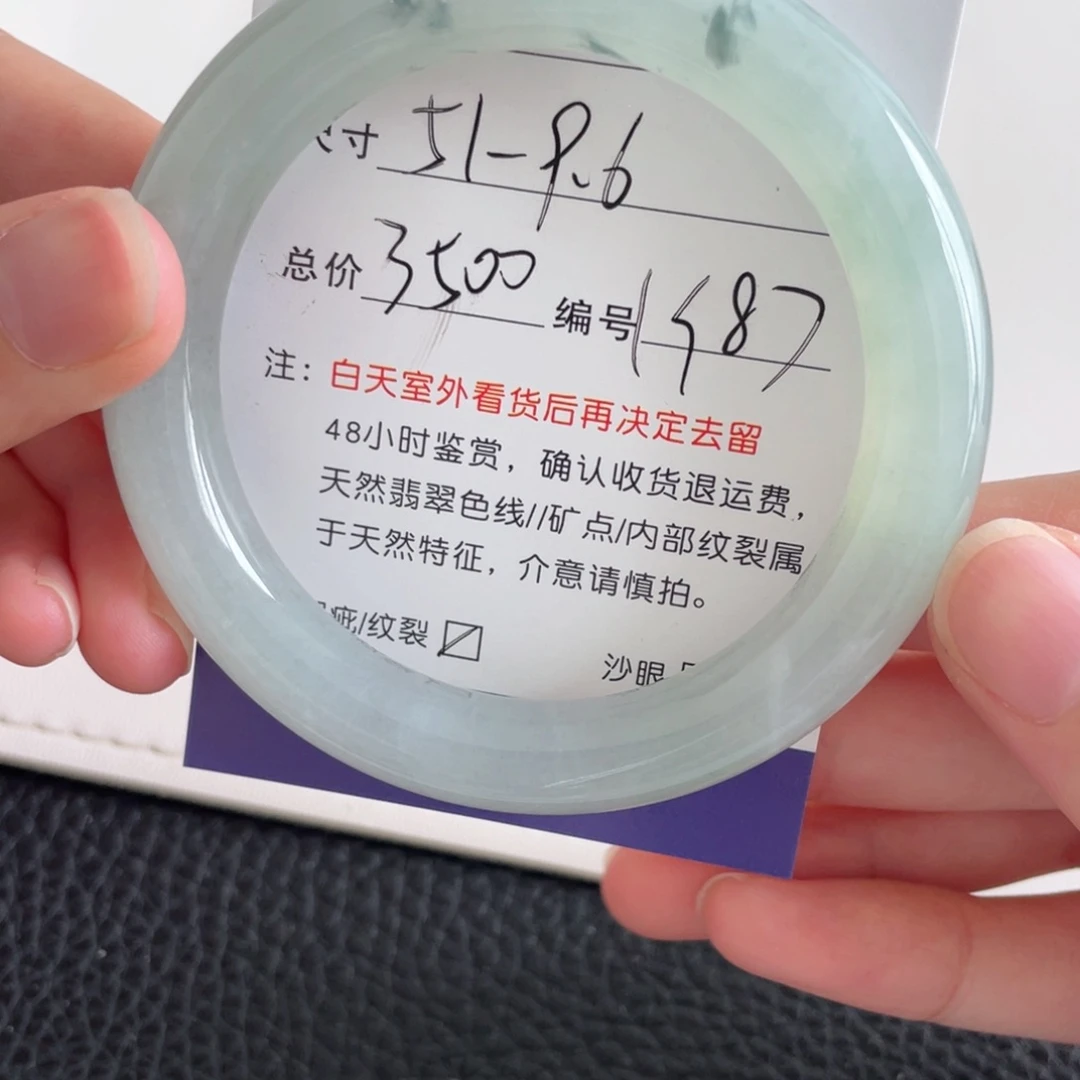 尺寸 51-9.6
总价 3500 编号 1587
注：白天室外看货后再决定去留
48小时鉴赏，确认收货退运费，
天然翡翠色线//矿点/内部纹裂属
于天然特征，介意请慎拍。
疵/纹裂 沙眼